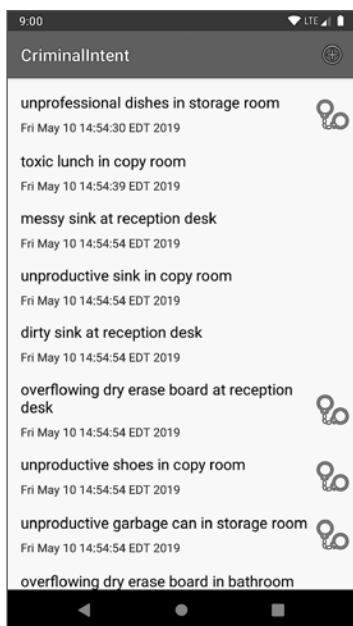 9:00 LTE
CriminalIntent
unprofessional dishes in storage room
Fri May 10 14:54:30 EDT 2019
toxic lunch in copy room
Fri May 10 14:54:39 EDT 2019
messy sink at reception desk
Fri May 10 14:54:54 EDT 2019
unproductive sink in copy room
Fri May 10 14:54:54 EDT 2019
dirty sink at reception desk
Fri May 10 14:54:54 EDT 2019
overflowing dry erase board at reception
desk
Fri May 10 14:54:54 EDT 2019
unproductive shoes in copy room
Fri May 10 14:54:54 EDT 2019
unproductive garbage can in storage room
Fri May 10 14:54:54 EDT 2019
overflowing dry erase board in bathroom